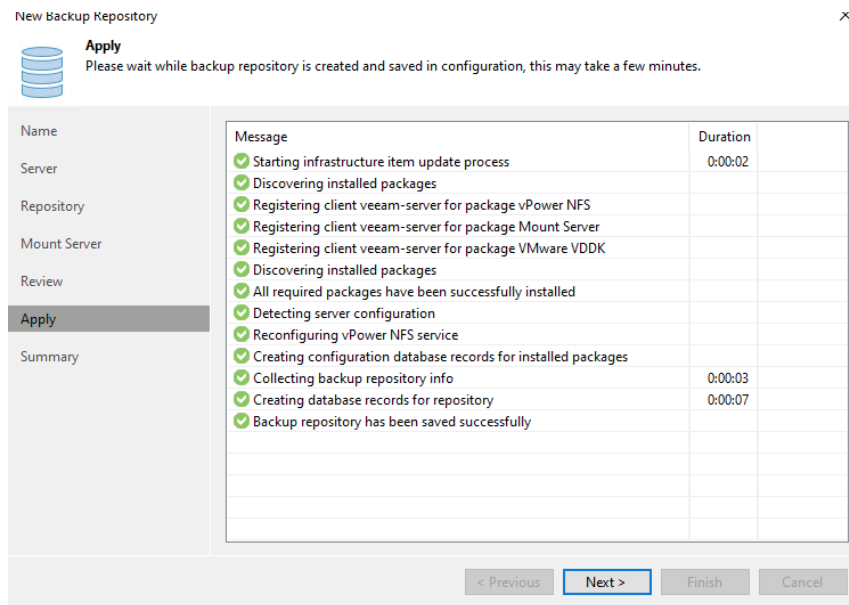 New Backup Repository
Apply
Please wait while backup repository is created and saved in configuration, this may take a few minutes.
Name
Server
Repository
Mount Server
Review
Apply
Summary
Message Duration
Starting infrastructure item update process 0:00:02
Discovering installed packages
Registering client veeam-server for package vPower NFS
Registering client veeam-server for package Mount Server
Registering client veeam-server for package VMware VDDK
Discovering installed packages
All required packages have been successfully installed
Detecting server configuration
Reconfiguring vPower NFS service
Creating configuration database records for installed packages
Collecting backup repository info 0:00:03
Creating database records for repository 0:00:07
Backup repository has been saved successfully
< Previous Next > Finish Cancel